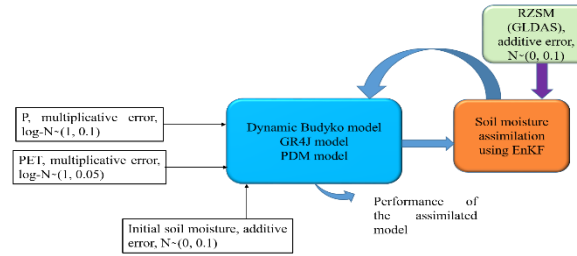 RZSM
(GLDAS),
additive error,
N~(0, 0.1)
P, multiplicative error,
log-N~(1, 0.1)
Dynamic Budyko model
GR4J model
PDM model
Soil moisture
assimilation
using EnKF
PET, multiplicative error,
log-N~(1, 0.05)
Initial soil moisture, additive
error, N~(0, 0.1)
Performance of
the assimilated
model